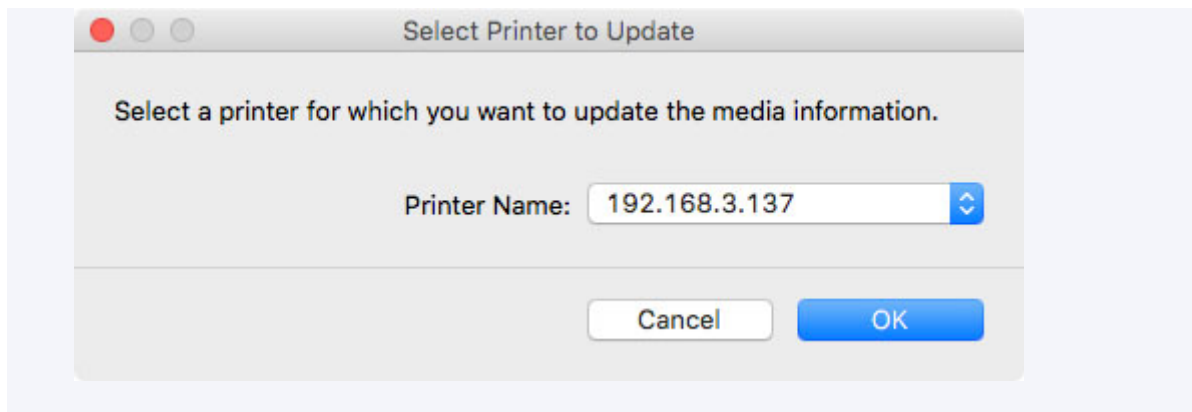 Select Printer to Update
Select a printer for which you want to update the media information.
Printer Name: 192.168.3.137
Cancel OK